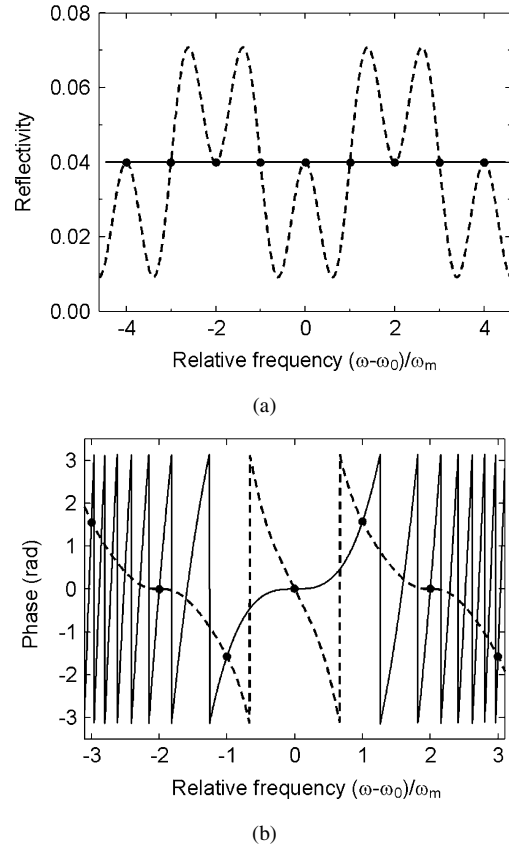 0.08
0.06
0.04
0.02
0.00
Reflectivity
-4 -2 0 2 4
Relative frequency (ω-ω₀)/ωₘ
(a)
3
2
1
0
-1
-2
-3
Phase (rad)
-3 -2 -1 0 1 2 3
Relative frequency (ω-ω₀)/ωₘ
(b)